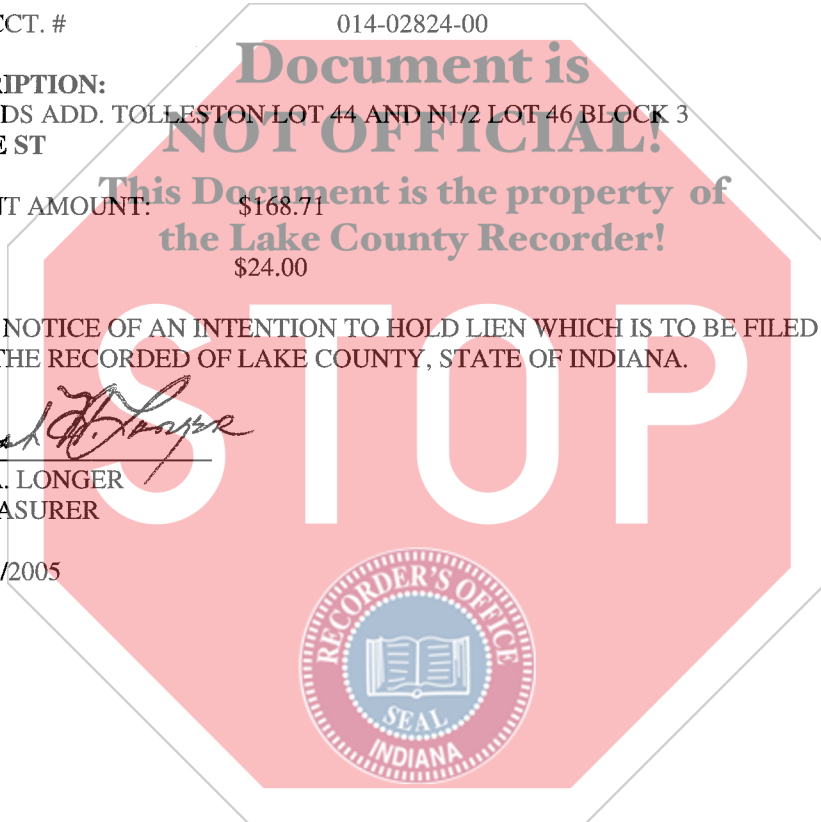 CCT. # 014-02824-00
Document is
RIPTION:
DS ADD. TOLLESTON LOT 44 AND N1/2 LOT 46 BLOCK 3
NOT OFFICIAL!
E ST
This Document is the property of
NT AMOUNT: $168.71
the Lake County Recorder!
$24.00
NOTICE OF AN INTENTION TO HOLD LIEN WHICH IS TO BE FILED
THE RECORDED OF LAKE COUNTY, STATE OF INDIANA.
STOP
A. LONGER
ASURER
/2005
RECORDER'S OFFICE
SEAL
INDIANA